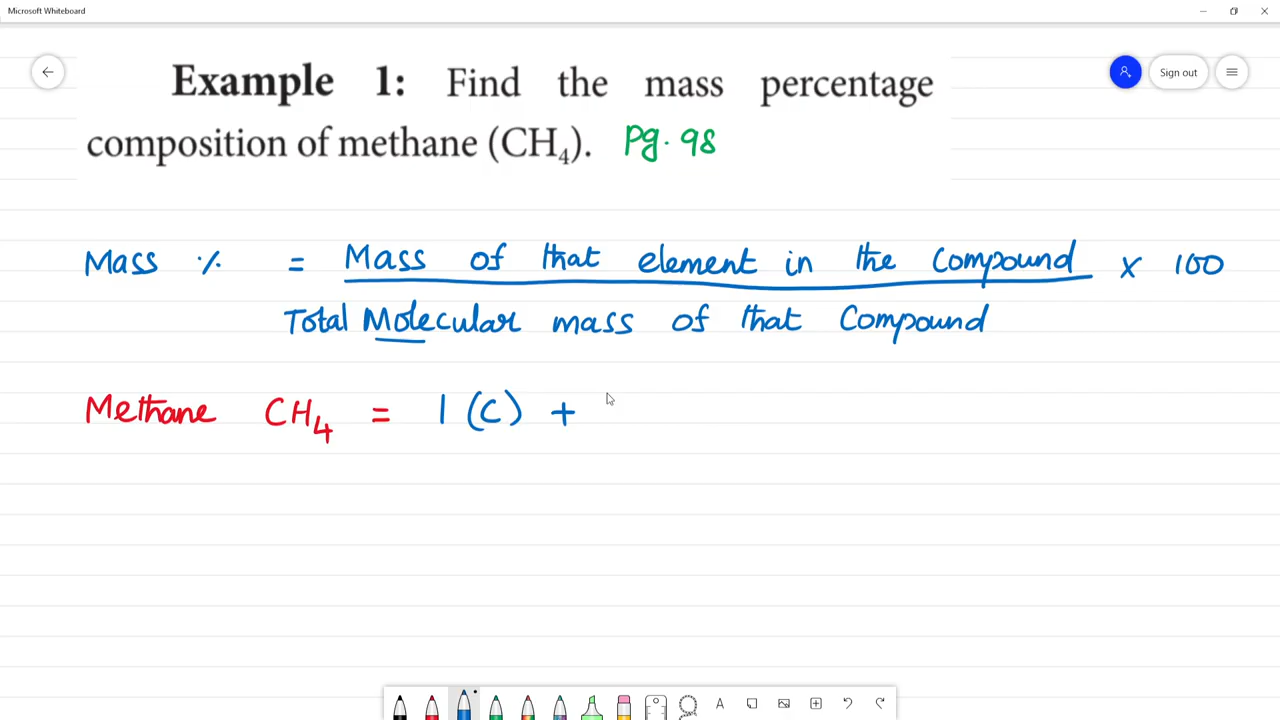 Microsoft Whiteboard
Sign out
Example 1: Find the mass percentage
composition of methane (CH₄). Pg. 98
Mass % = Mass of that element in the Compound × 100
Total Molecular mass of that Compound
Methane CH₄ = 1 (C) +
A